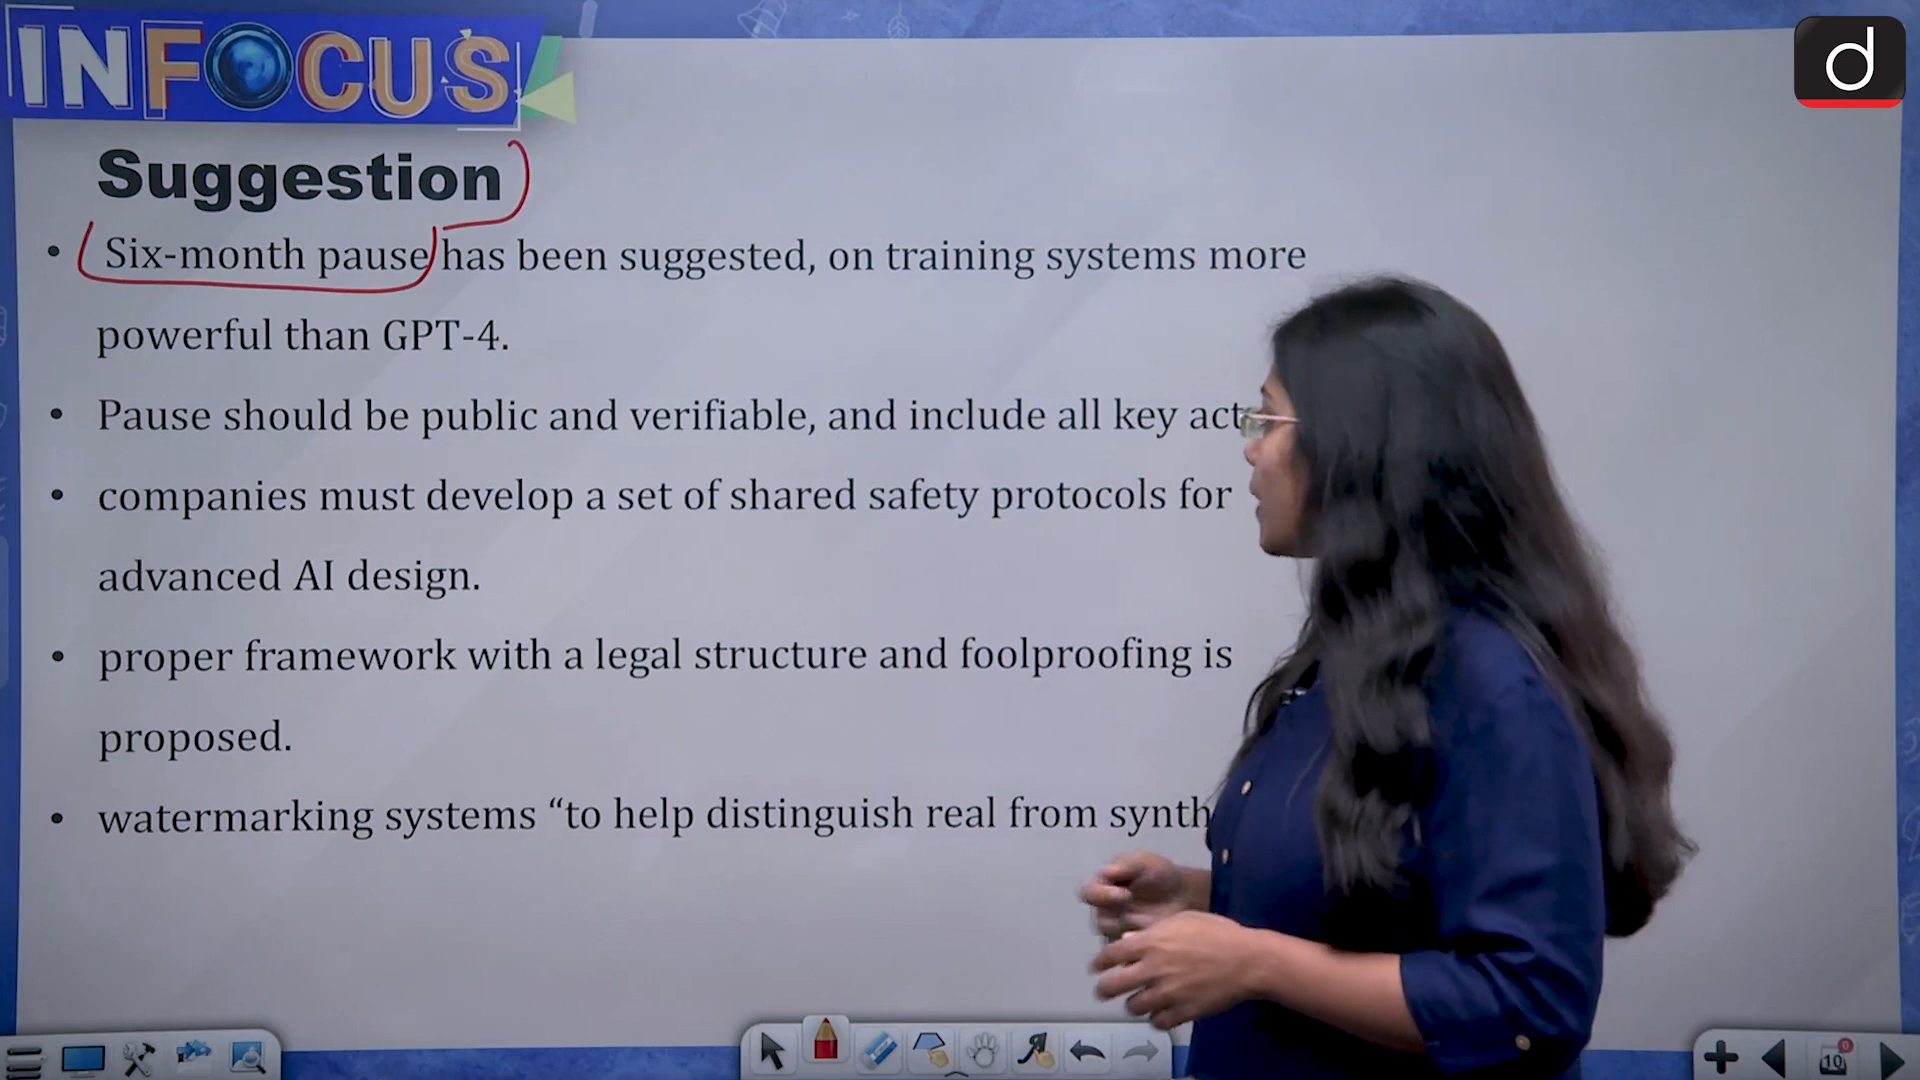 INFOCUS
d
Suggestion
• Six-month pause has been suggested, on training systems more
powerful than GPT-4.
• Pause should be public and verifiable, and include all key
• companies must develop a set of shared safety protocols for
advanced AI design.
• proper framework with a legal structure and foolproofing is
proposed.
• watermarking systems “to help distinguish real from
10
0